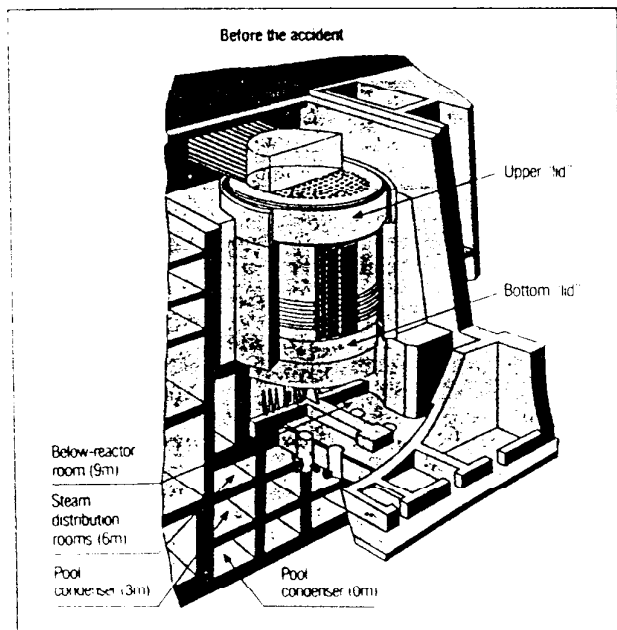 Before the accident
Upper "lid"
Bottom "lid"
Below-reactor
room (9m)
Steam
distribution
rooms (6m)
Pool
condenser (3m)
Pool
condenser (0m)